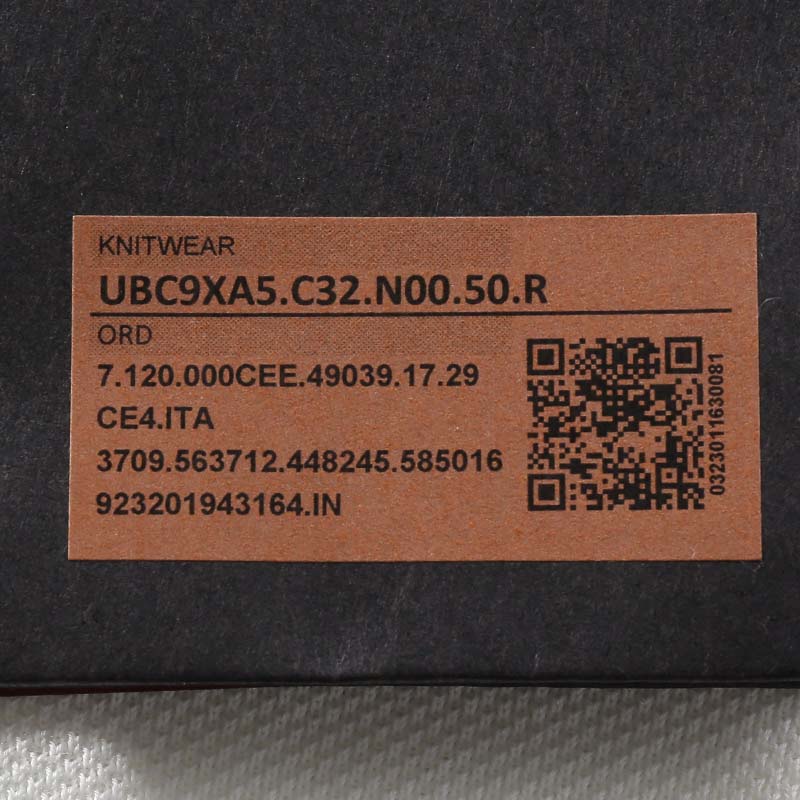 KNITWEAR
UBC9XA5.C32.N00.50.R
ORD
7.120.000CEE.49039.17.29
CE4.ITA
3709.563712.448245.585016
923201943164.IN
0323011630081